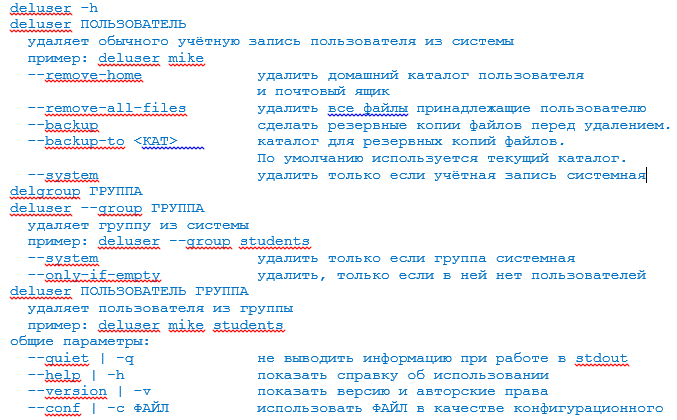 deluser -h
deluser ПОЛЬЗОВАТЕЛЬ
удаляет обычного учётную запись пользователя из системы
пример: deluser mike
--remove-home удалить домашний каталог пользователя
и почтовый ящик
--remove-all-files удалить все файлы принадлежащие пользователю
--backup сделать резервные копии файлов перед удалением.
--backup-to <КАТ> каталог для резервных копий файлов.
По умолчанию используется текущий каталог.
--system удалить только если учётная запись системная
delgroup ГРУППА
deluser --group ГРУППА
удаляет группу из системы
пример: deluser --group students
--system удалить только если группа системная
--only-if-empty удалить, только если в ней нет пользователей
deluser ПОЛЬЗОВАТЕЛЬ ГРУППА
удаляет пользователя из группы
пример: deluser mike students
общие параметры:
--quiet | -q не выводить информацию при работе в stdout
--help | -h показать справку об использовании
--version | -v показать версию и авторские права
--conf | -c ФАЙЛ использовать ФАЙЛ в качестве конфигурационного